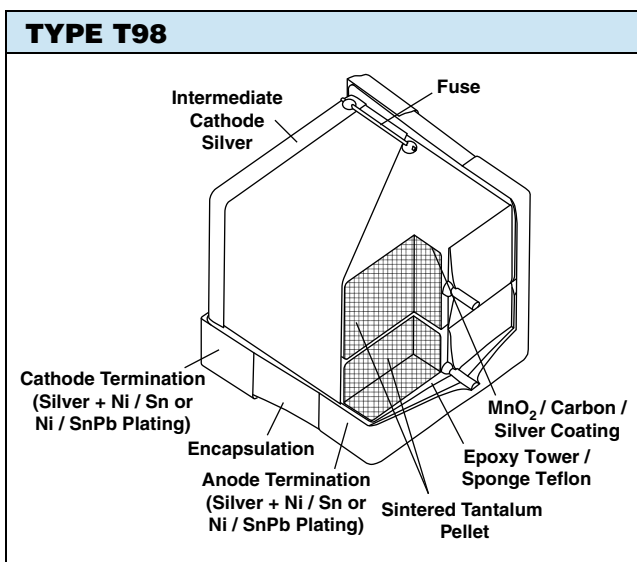 TYPE T98
Intermediate
Cathode
Silver
Fuse
Cathode Termination
(Silver + Ni / Sn or
Ni / SnPb Plating)
Encapsulation
Anode Termination
(Silver + Ni / Sn or
Ni / SnPb Plating)
Sintered Tantalum
Pellet
MnO₂ / Carbon /
Silver Coating
Epoxy Tower /
Sponge Teflon